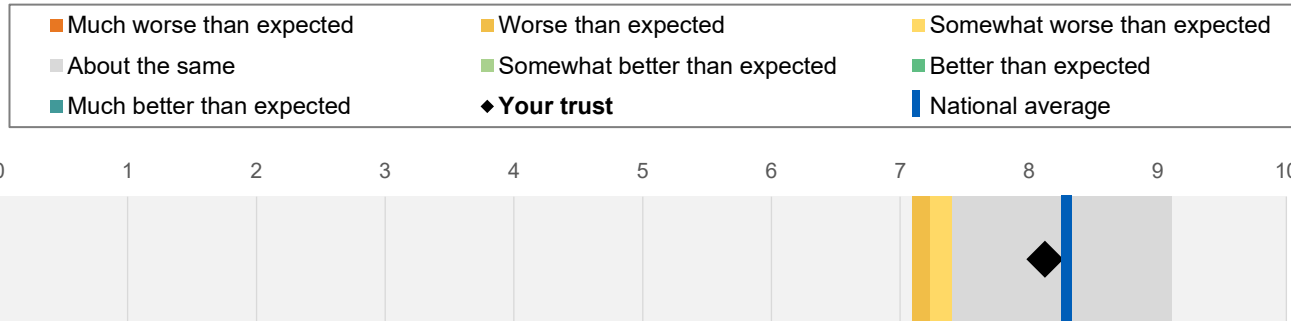 Much worse than expected Worse than expected Somewhat worse than expected
About the same Somewhat better than expected Better than expected
Much better than expected Your trust National average
0 1 2 3 4 5 6 7 8 9 10